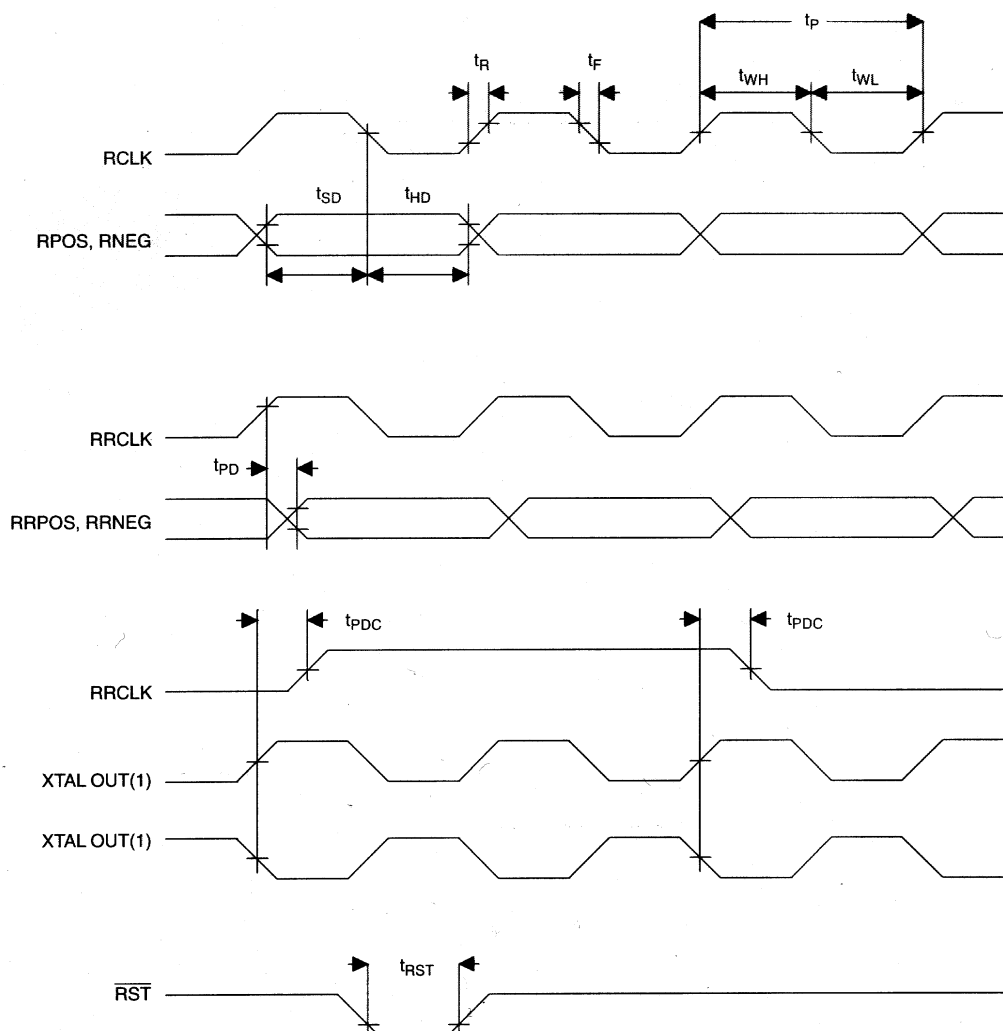 tP
tR
tF
tWH
tWL
RCLK
tSD
tHD
RPOS, RNEG
RRCLK
tPD
RRPOS, RRNEG
tPDC
tPDC
RRCLK
XTAL OUT(1)
XTAL OUT(1)
tRST
RST